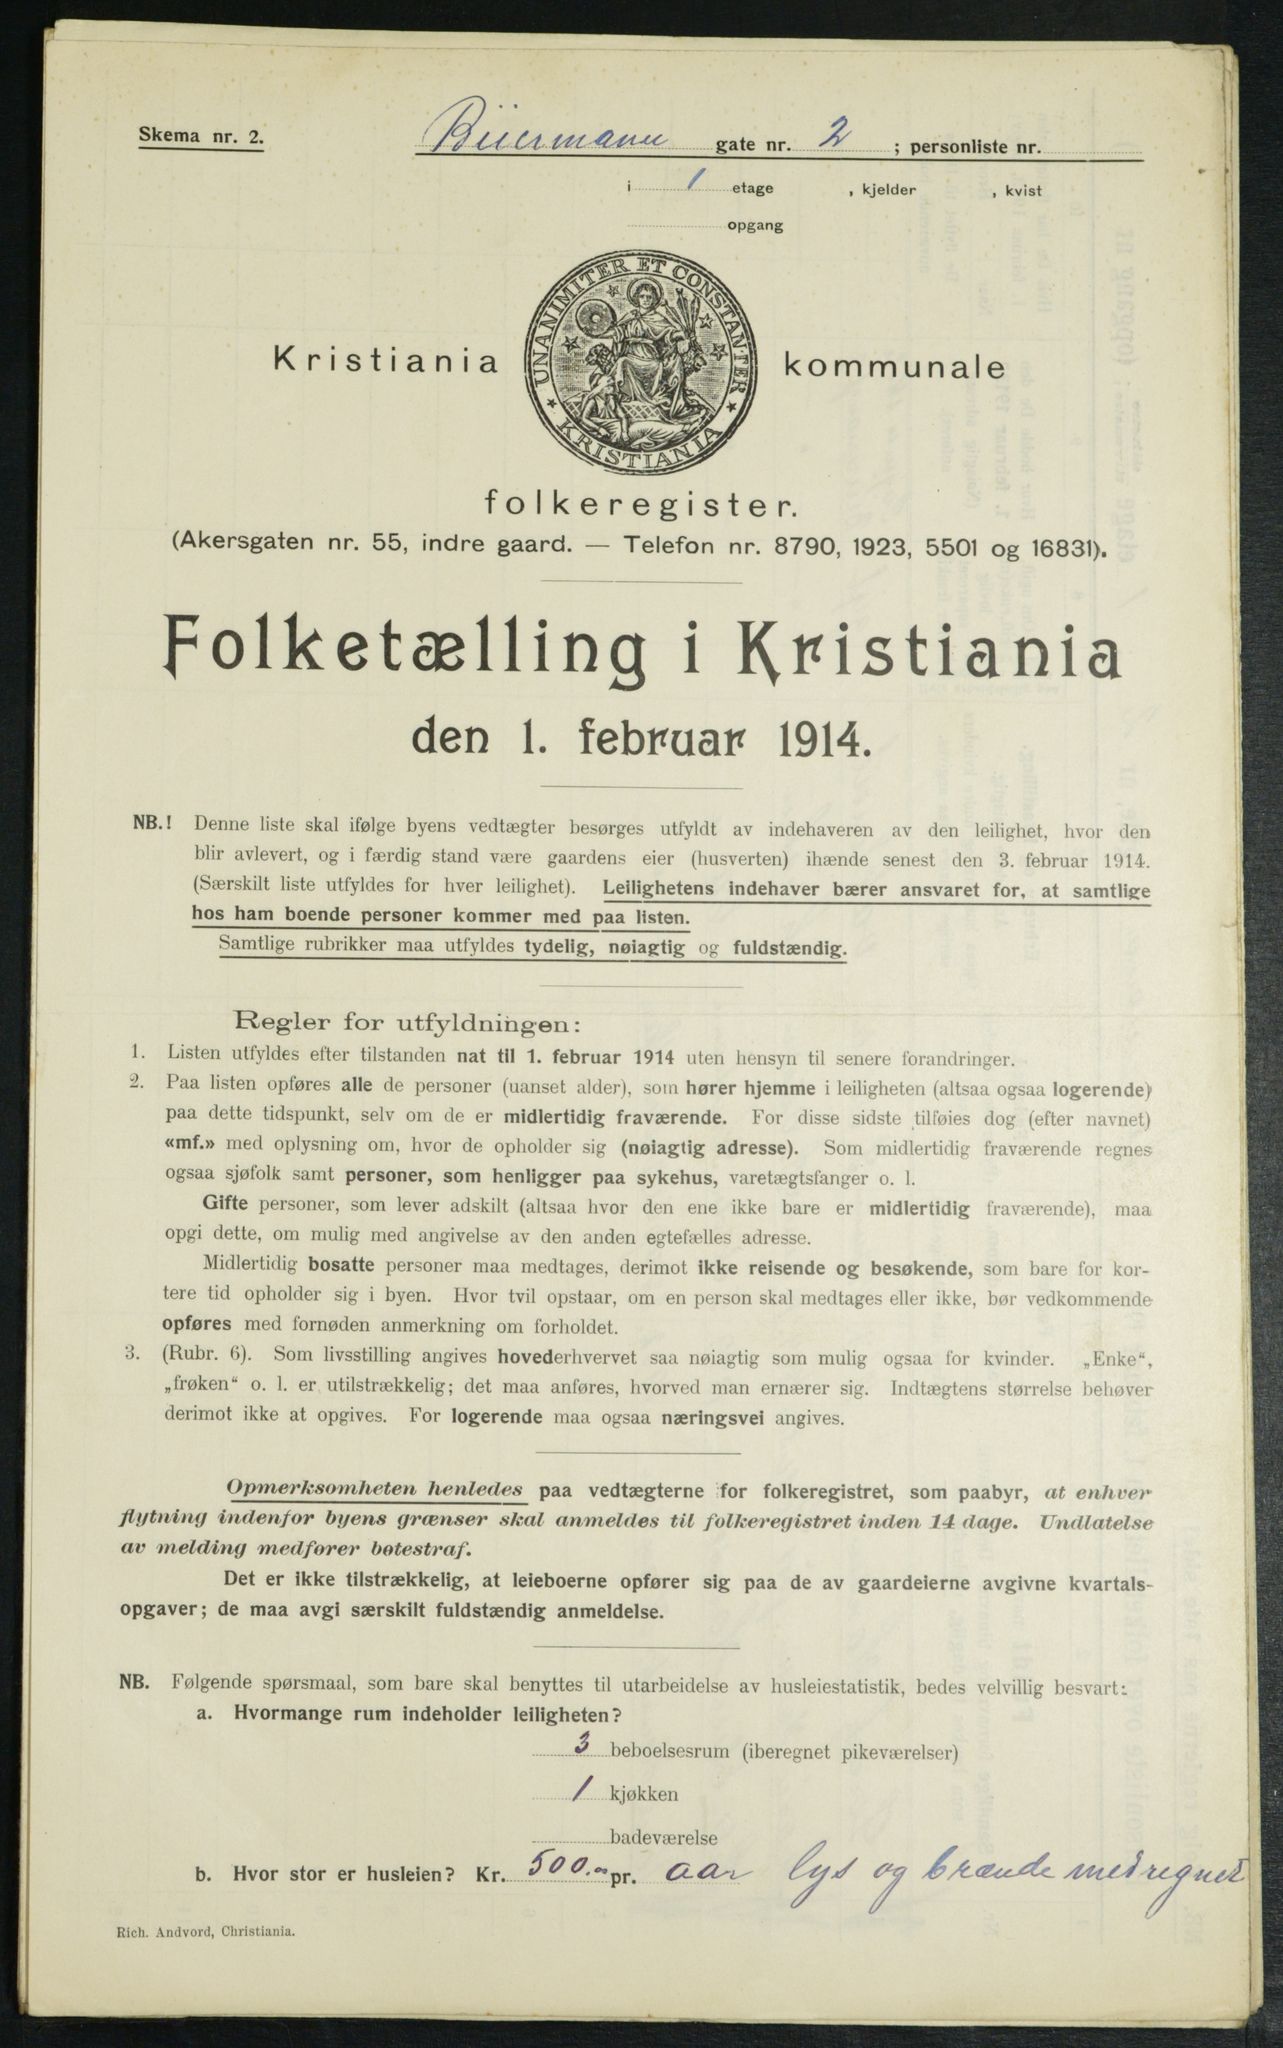 Skema nr. 2.
Büermann gate nr. 2 ; personliste nr.
i 1 etage , kjelder , kvist
opgang
UNANIMITER ET CONSTANTER
KRISTIANIA
Kristiania kommunale
folkeregister.
(Akersgaten nr. 55, indre gaard. — Telefon nr. 8790, 1923, 5501 og 16831).
Folketælling i Kristiania
den 1. februar 1914.
NB.! Denne liste skal ifølge byens vedtægter besørges utfyldt av indehaveren av den leilighet, hvor den
blir avlevert, og i færdig stand være gaardens eier (husverten) ihænde senest den 3. februar 1914.
(Særskilt liste utfyldes for hver leilighet). Leilighetens indehaver bærer ansvaret for, at samtlige
hos ham boende personer kommer med paa listen.
Samtlige rubrikker maa utfyldes tydelig, nøiagtig og fuldstændig.
Regler for utfyldningen:
1. Listen utfyldes efter tilstanden nat til 1. februar 1914 uten hensyn til senere forandringer.
2. Paa listen opføres alle de personer (uanset alder), som hører hjemme i leiligheten (altsaa ogsaa logerende)
paa dette tidspunkt, selv om de er midlertidig fraværende. For disse sidste tilføies dog (efter navnet)
«mf.» med oplysning om, hvor de opholder sig (nøiagtig adresse). Som midlertidig fraværende regnes
ogsaa sjøfolk samt personer, som henligger paa sykehus, varetægtsfanger o. l.
Gifte personer, som lever adskilt (altsaa hvor den ene ikke bare er midlertidig fraværende), maa
opgi dette, om mulig med angivelse av den anden egtefælles adresse.
Midlertidig bosatte personer maa medtages, derimot ikke reisende og besøkende, som bare for kor-
tere tid opholder sig i byen. Hvor tvil opstaar, om en person skal medtages eller ikke, bør vedkommende
opføres med fornøden anmerkning om forholdet.
3. (Rubr. 6). Som livsstilling angives hovederhvervet saa nøiagtig som mulig ogsaa for kvinder. „Enke“,
„frøken“ o. l. er utilstrækkelig; det maa anføres, hvorved man ernærer sig. Indtægtens størrelse behøver
derimot ikke at opgives. For logerende maa ogsaa næringsvei angives.
Opmerksomheten henledes paa vedtægterne for folkeregistret, som paabyr, at enhver
flytning indenfor byens grænser skal anmeldes til folkeregistret inden 14 dage. Undlatelse
av melding medfører bøtestraf.
Det er ikke tilstrækkelig, at leieboerne opfører sig paa de av gaardeierne avgivne kvartals-
opgaver; de maa avgi særskilt fuldstændig anmeldelse.
NB. Følgende spørsmaal, som bare skal benyttes til utarbeidelse av husleiestatistik, bedes velvillig besvart:
a. Hvormange rum indeholder leiligheten?
3 beboelsesrum (iberegnet pikeværelser)
1 kjøkken
badeværelse
b. Hvor stor er husleien? Kr. 500.00 pr. aar lys og brænde medregnet
Rich. Andvord, Christiania.